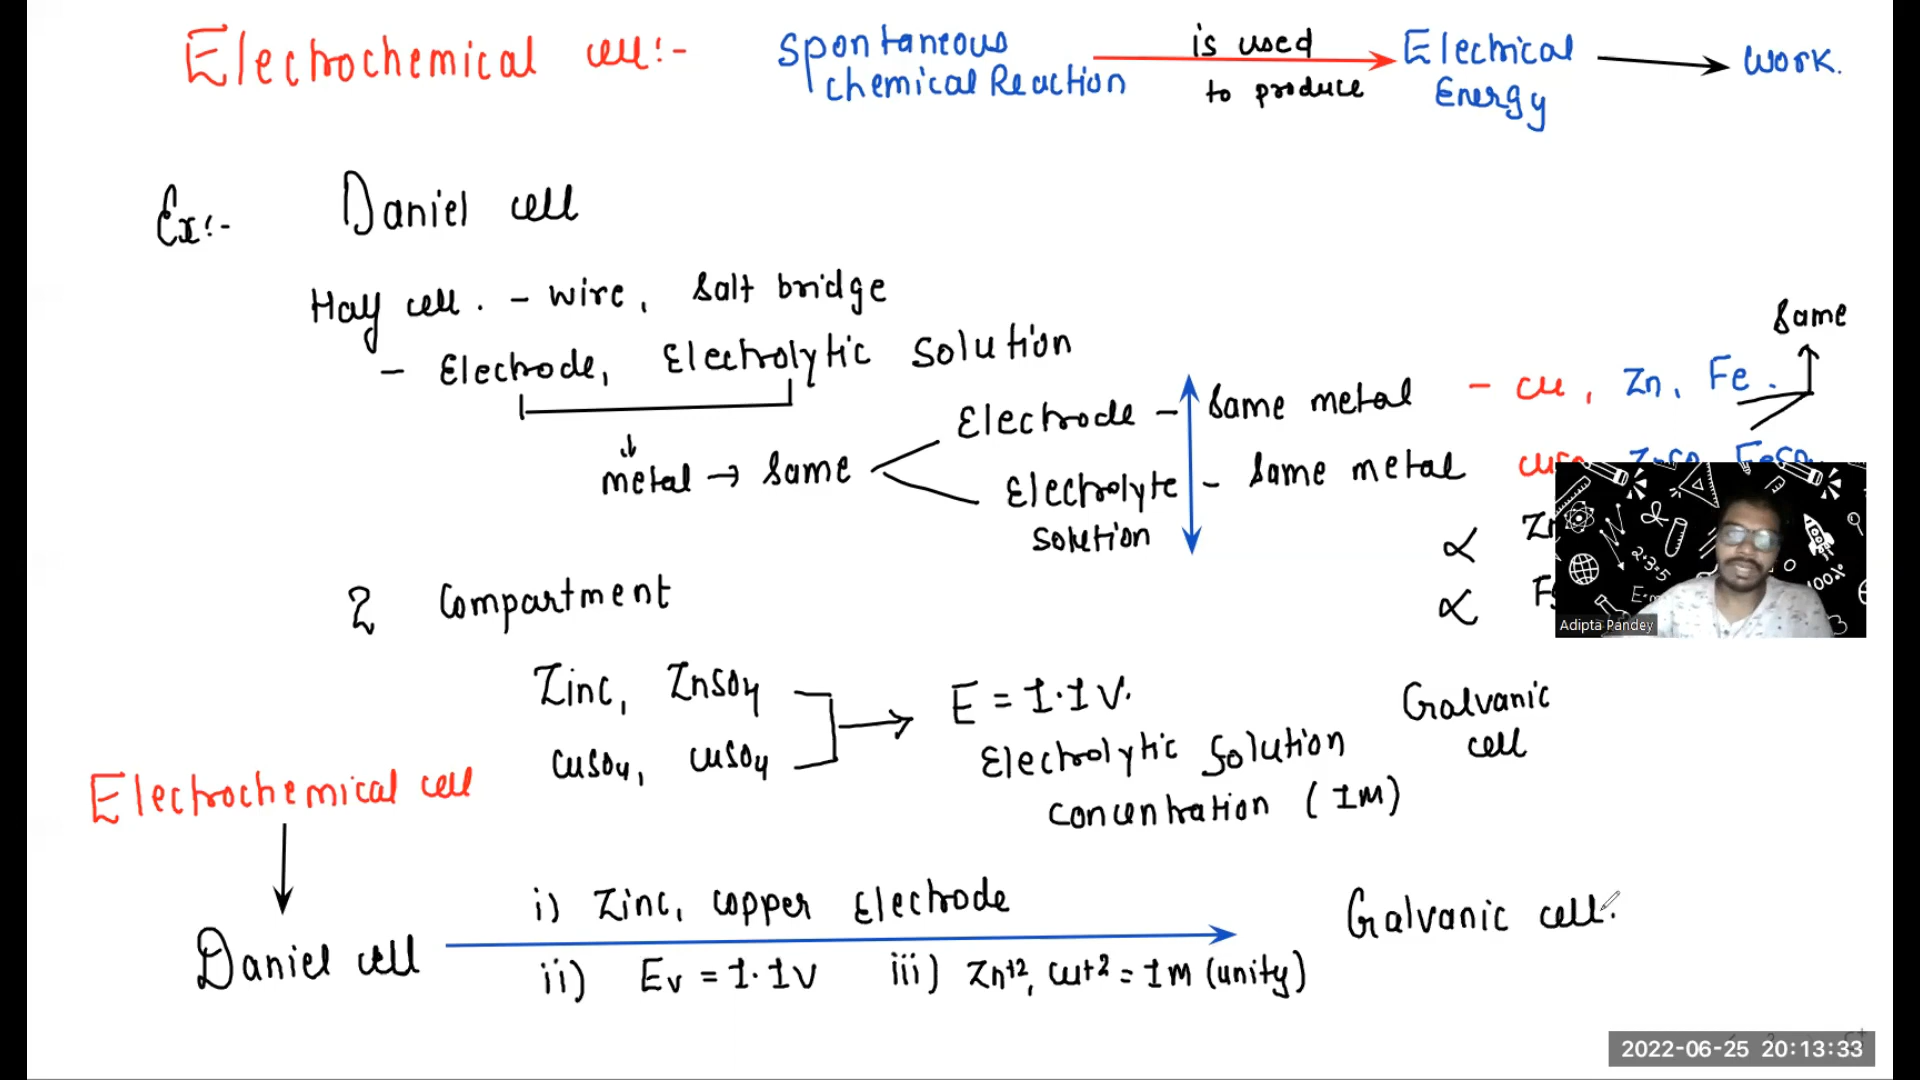 Electrochemical cell:- Spontaneous chemical Reaction is used to produce Electrical Energy → Work.
Ex:- Daniel cell
Half cell. - wire, Salt bridge
- Electrode, Electrolytic Solution
Same
metal → Same
Electrode - Same metal - Cu, Zn, Fe.
Electrolyte Solution - Same metal
Zn
2 Compartment
Adipta Pandey
Zinc, ZnSO4
CuSO4, CuSO4
→ E = 1.1V.
Electrolytic Solution
Concentration (1M)
Galvanic
cell
Electrochemical cell
Daniel cell
i) Zinc, Copper Electrode
ii) Ev = 1.1V iii) Zn+2, Cu+2 = 1M (unity)
Galvanic cell.
2022-06-25 20:13:33